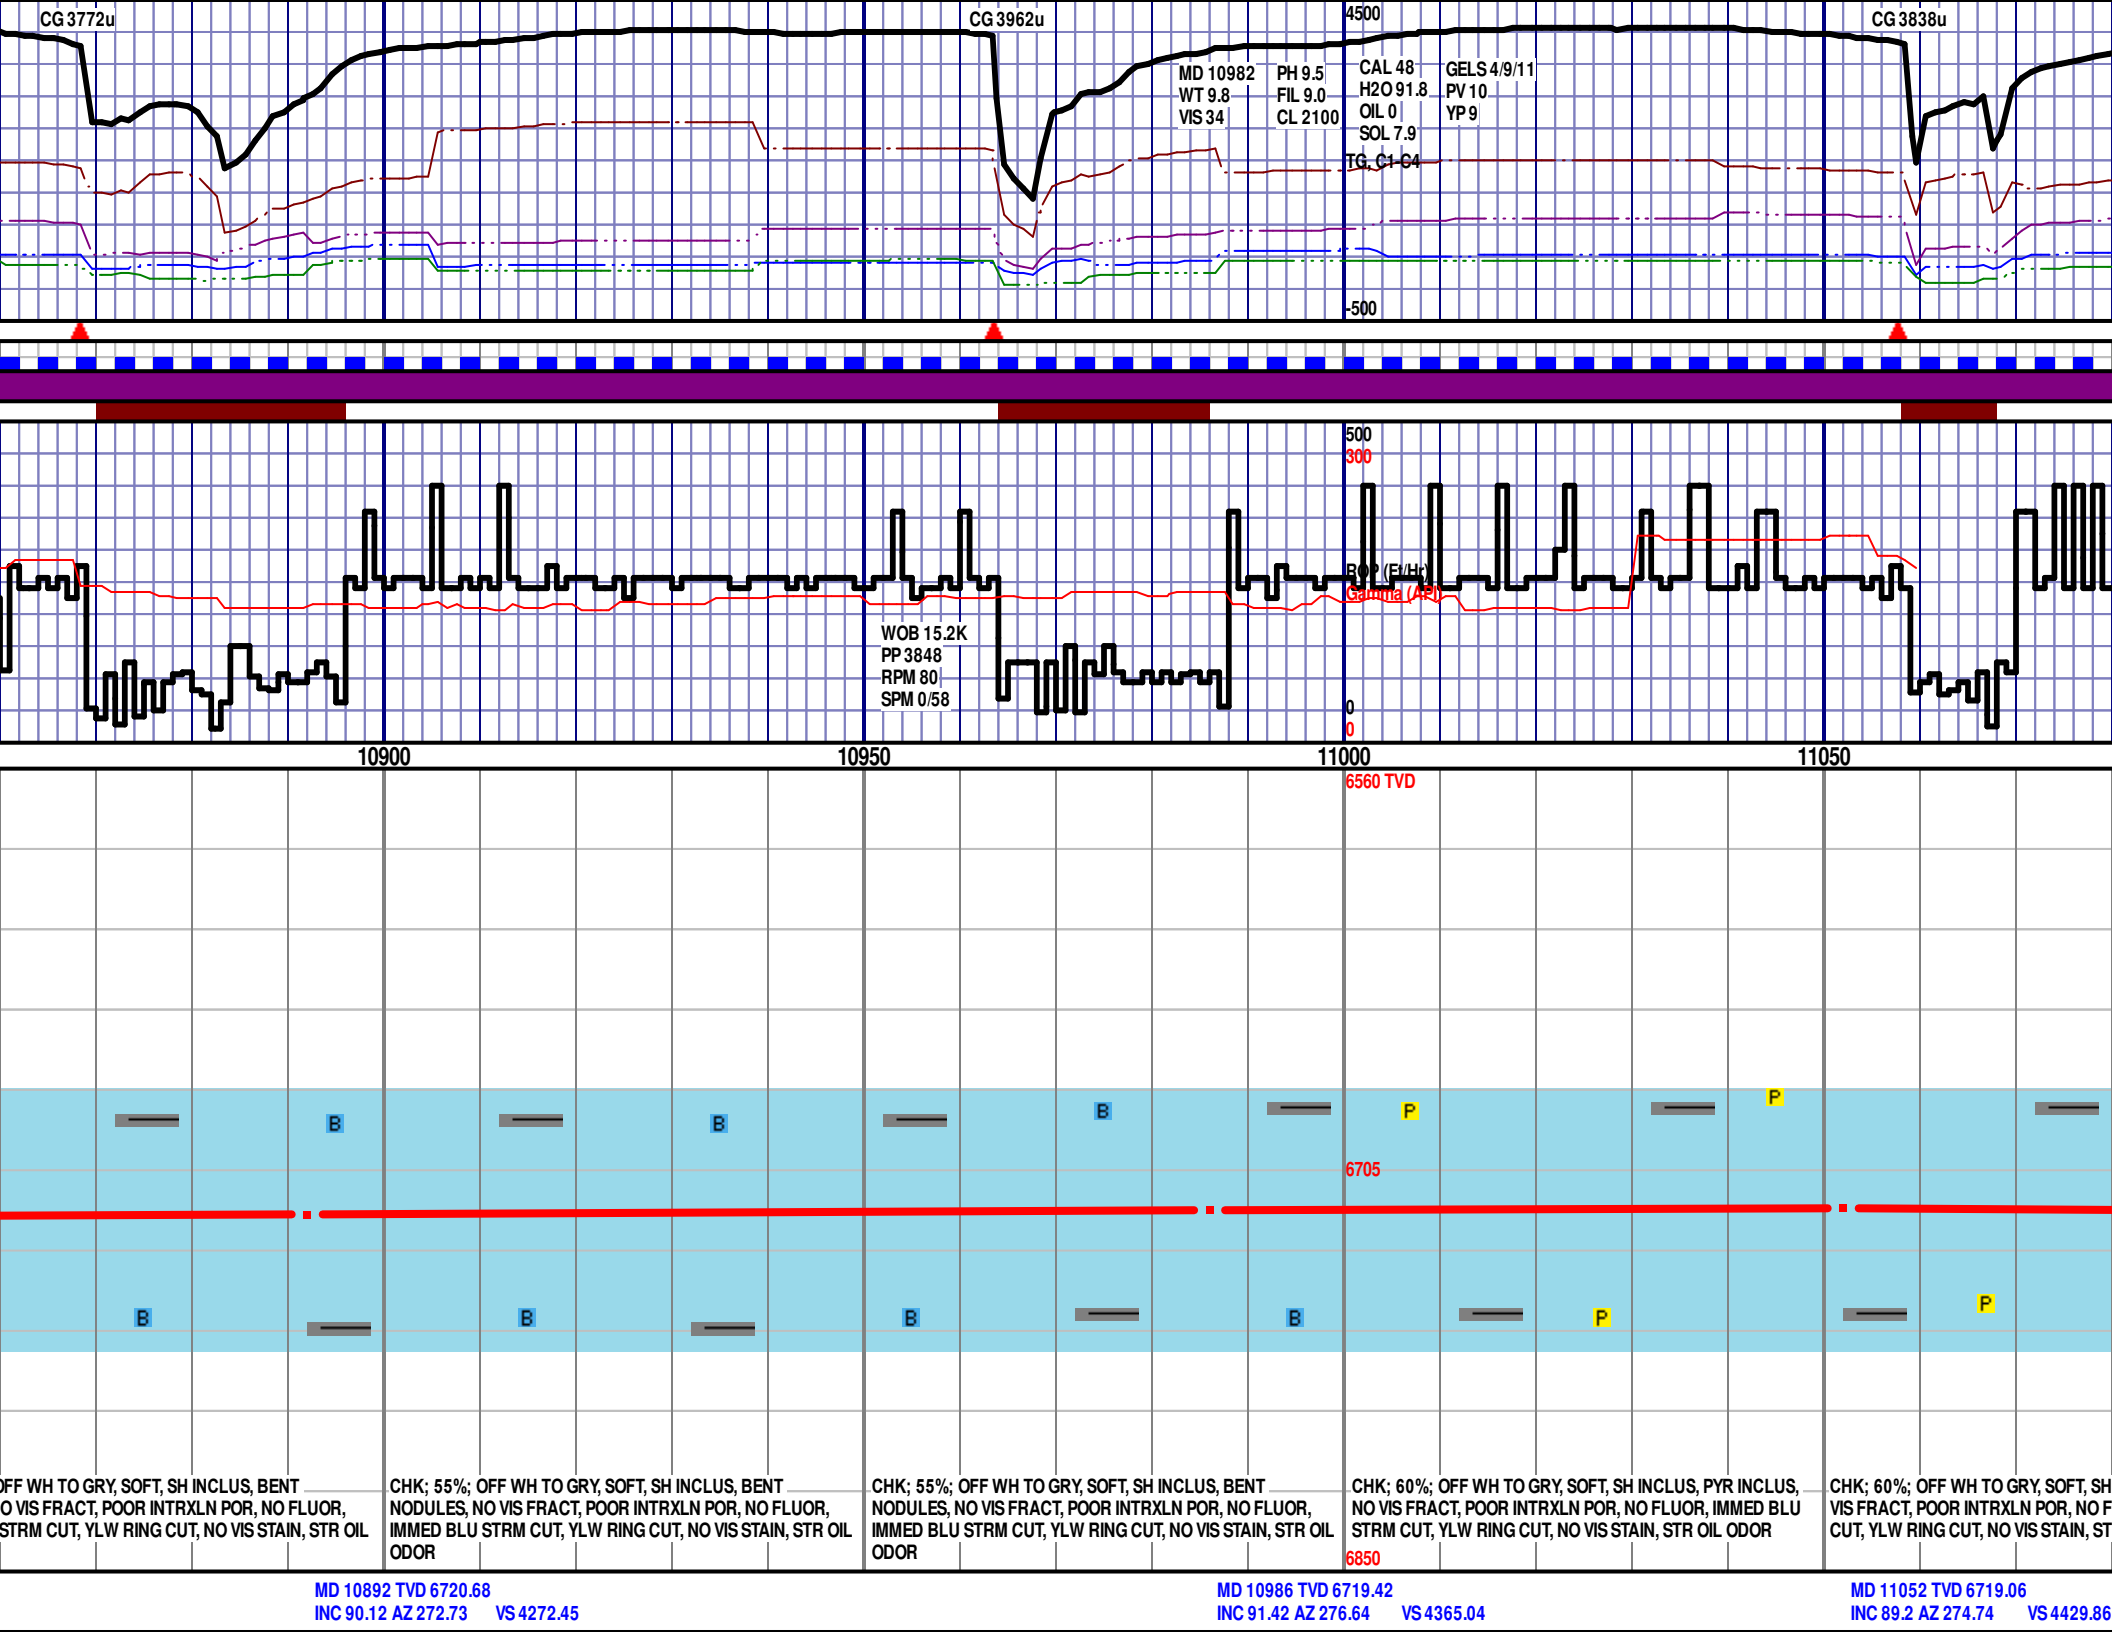 CG 3772u
CG 3962u
4500
CG 3838u
MD 10982 PH 9.5
WT 9.8 FIL 9.0
VIS 34 CL 2100
CAL 48 GELS 4/9/11
H2O 91.8 PV 10
OIL 0 YP 9
SOL 7.9
TG, C1-C4
-500
500
300
ROP (Ft/Hr)
Gamma (API)
WOB 15.2K
PP 3848
RPM 80
SPM 0/58
0
0
10900
10950
11000
11050
6560 TVD
B
B
B
P
P
6705
B
B
B
B
P
P
OFF WH TO GRY, SOFT, SH INCLUS, BENT
O VIS FRACT, POOR INTRXLN POR, NO FLUOR,
STRM CUT, YLW RING CUT, NO VIS STAIN, STR OIL
CHK; 55%; OFF WH TO GRY, SOFT, SH INCLUS, BENT
NODULES, NO VIS FRACT, POOR INTRXLN POR, NO FLUOR,
IMMED BLU STRM CUT, YLW RING CUT, NO VIS STAIN, STR OIL
ODOR
CHK; 55%; OFF WH TO GRY, SOFT, SH INCLUS, BENT
NODULES, NO VIS FRACT, POOR INTRXLN POR, NO FLUOR,
IMMED BLU STRM CUT, YLW RING CUT, NO VIS STAIN, STR OIL
ODOR
CHK; 60%; OFF WH TO GRY, SOFT, SH INCLUS, PYR INCLUS,
NO VIS FRACT, POOR INTRXLN POR, NO FLUOR, IMMED BLU
STRM CUT, YLW RING CUT, NO VIS STAIN, STR OIL ODOR
CHK; 60%; OFF WH TO GRY, SOFT, SH
VIS FRACT, POOR INTRXLN POR, NO F
CUT, YLW RING CUT, NO VIS STAIN, ST
6850
MD 10892 TVD 6720.68
INC 90.12 AZ 272.73 VS 4272.45
MD 10986 TVD 6719.42
INC 91.42 AZ 276.64 VS 4365.04
MD 11052 TVD 6719.06
INC 89.2 AZ 274.74 VS 4429.86